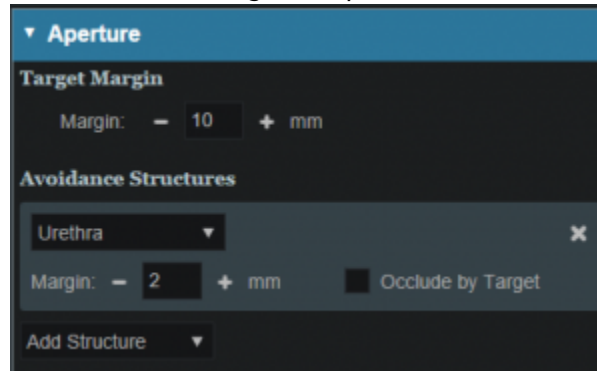 Aperture
Target Margin
Margin: − 10 + mm
Avoidance Structures
Urethra
Margin: − 2 + mm Occlude by Target
Add Structure